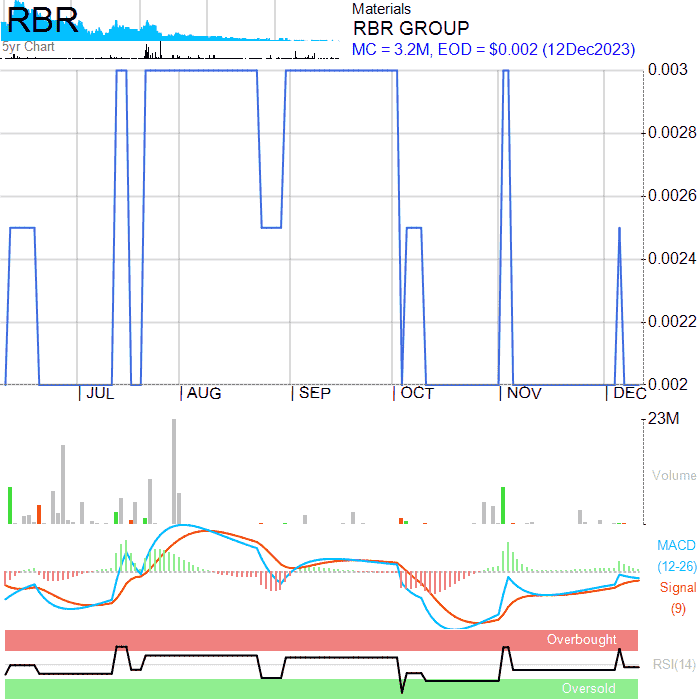 RBR
5yr Chart
Materials
RBR GROUP
MC = 3.2M, EOD = $0.002 (12Dec2023)
0.003
0.0028
0.0026
0.0024
0.0022
0.002
JUL
AUG
SEP
OCT
NOV
DEC
23M
Volume
MACD
(12-26)
Signal
(9)
Overbought
RSI(14)
Oversold